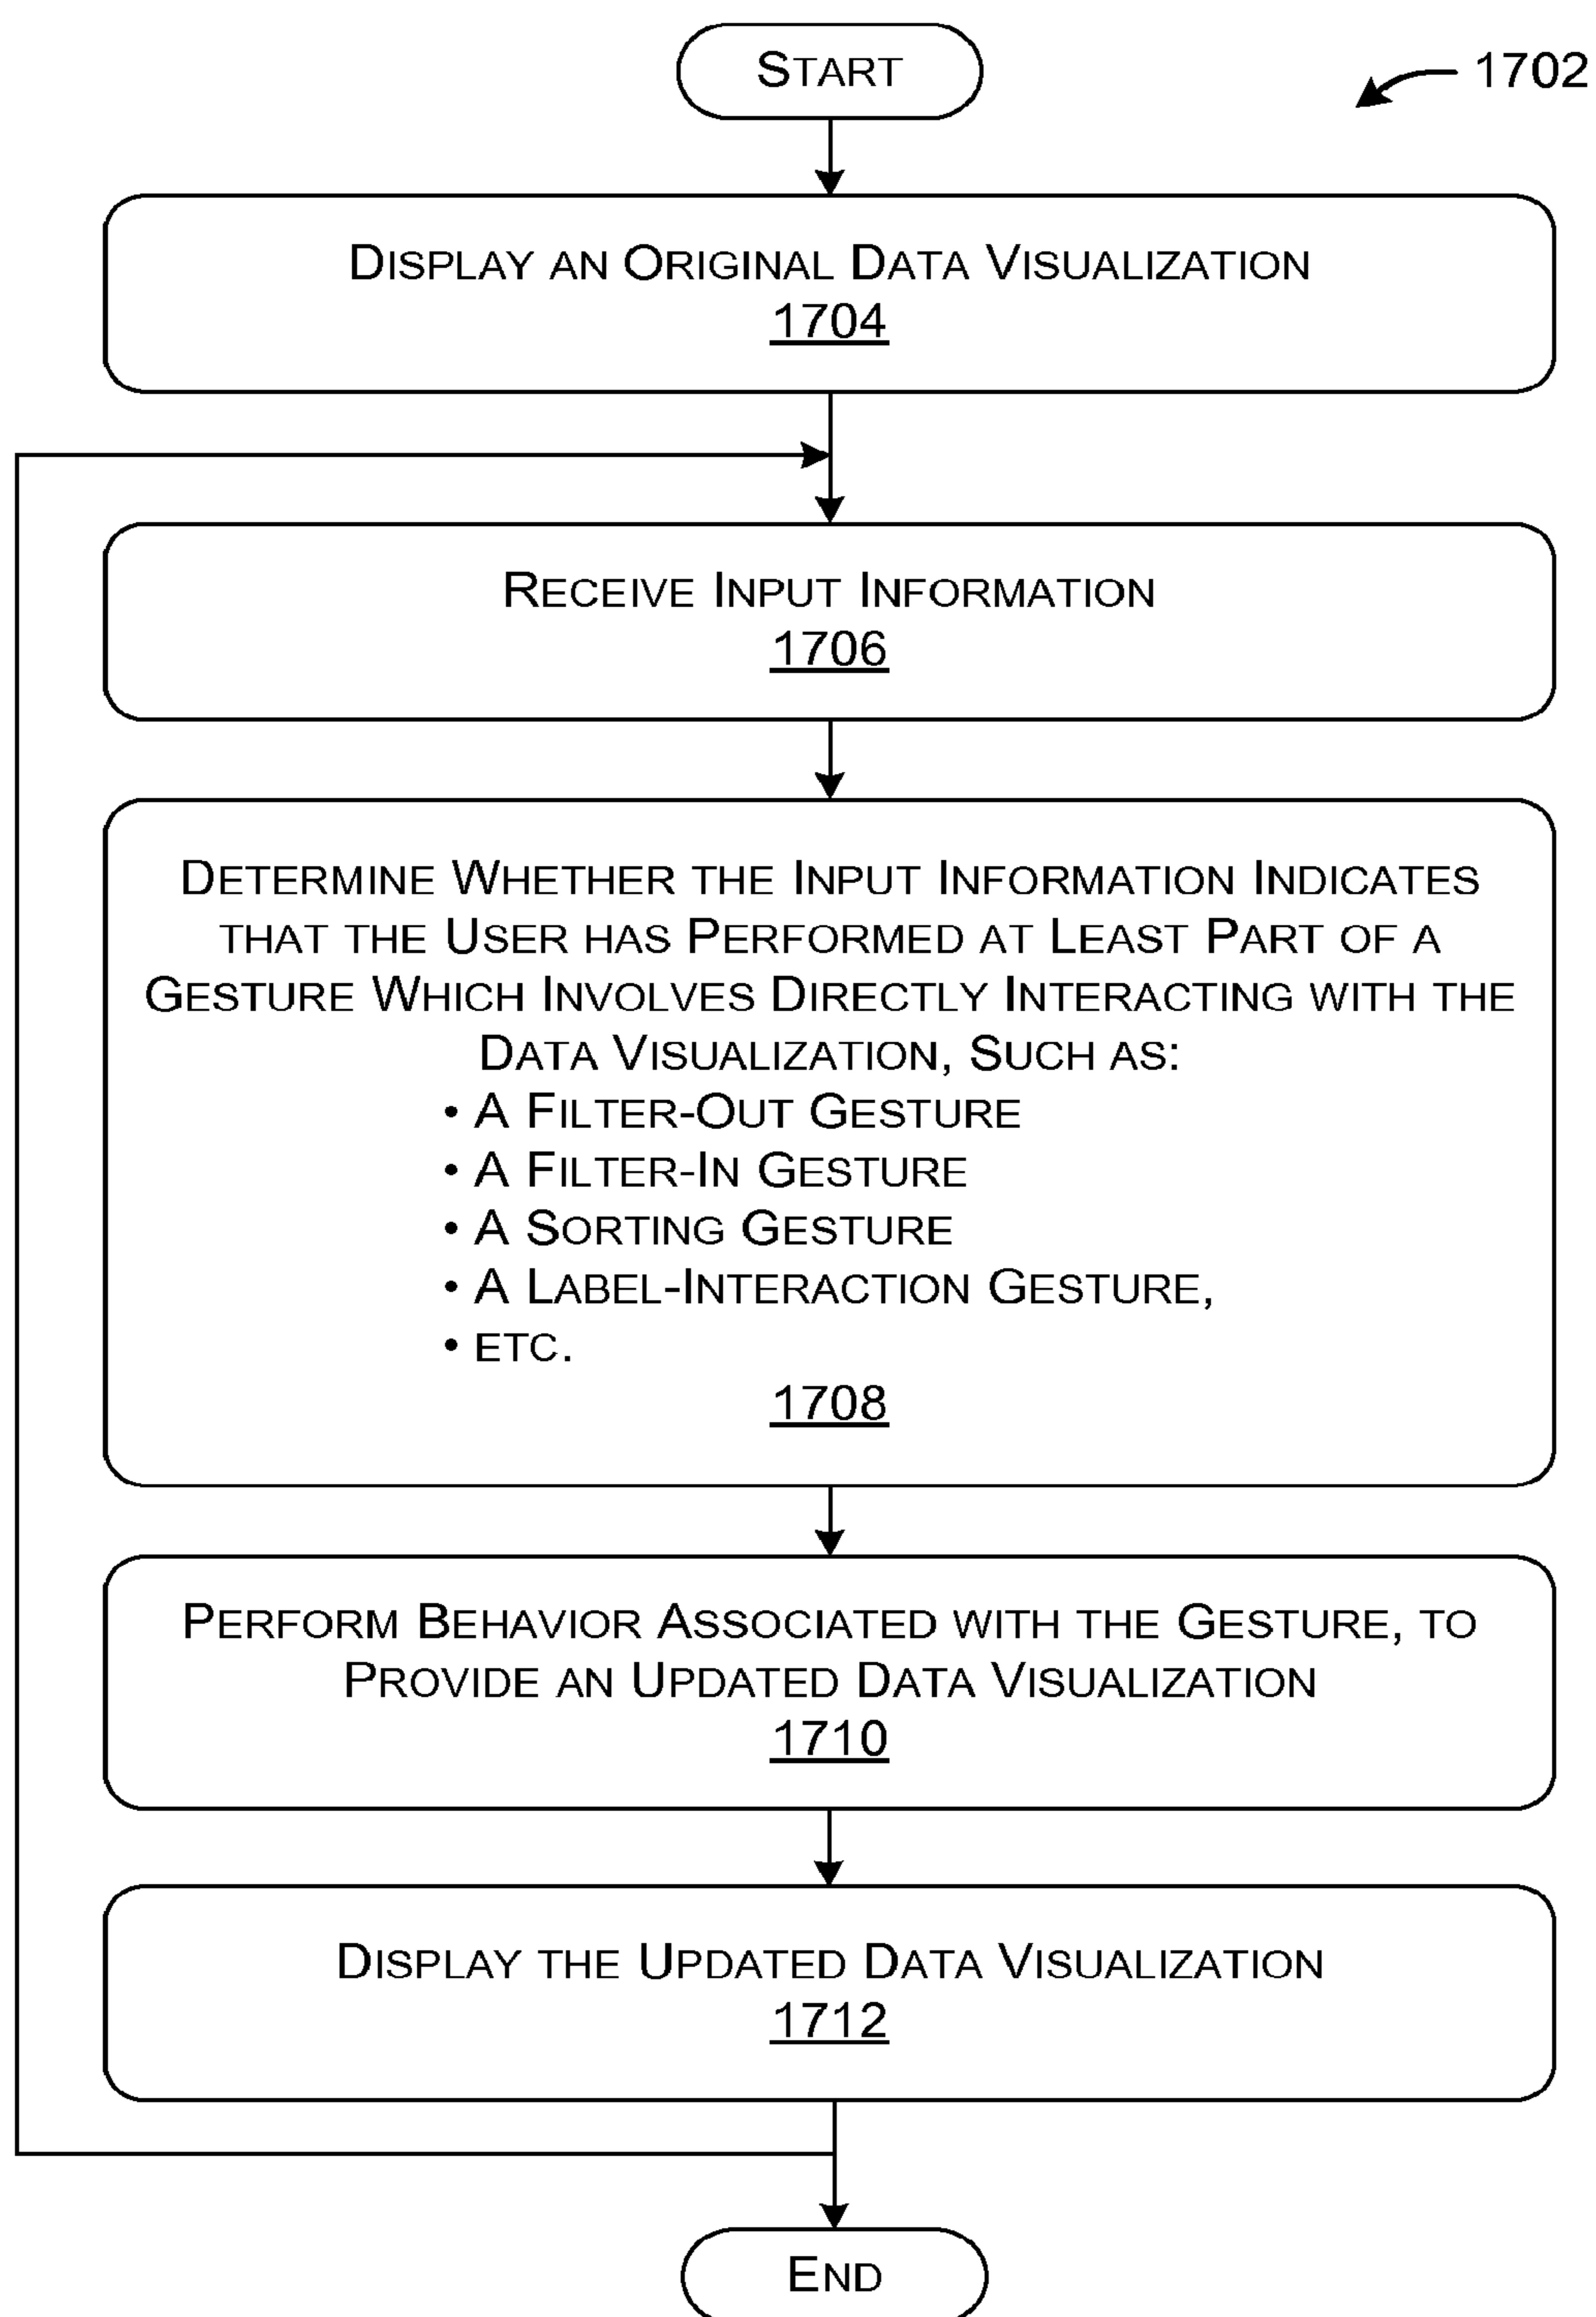 START
1702
DISPLAY AN ORIGINAL DATA VISUALIZATION
1704
RECEIVE INPUT INFORMATION
1706
DETERMINE WHETHER THE INPUT INFORMATION INDICATES
THAT THE USER HAS PERFORMED AT LEAST PART OF A
GESTURE WHICH INVOLVES DIRECTLY INTERACTING WITH THE
DATA VISUALIZATION, SUCH AS:
• A FILTER-OUT GESTURE
• A FILTER-IN GESTURE
• A SORTING GESTURE
• A LABEL-INTERACTION GESTURE,
• ETC.
1708
PERFORM BEHAVIOR ASSOCIATED WITH THE GESTURE, TO
PROVIDE AN UPDATED DATA VISUALIZATION
1710
DISPLAY THE UPDATED DATA VISUALIZATION
1712
END